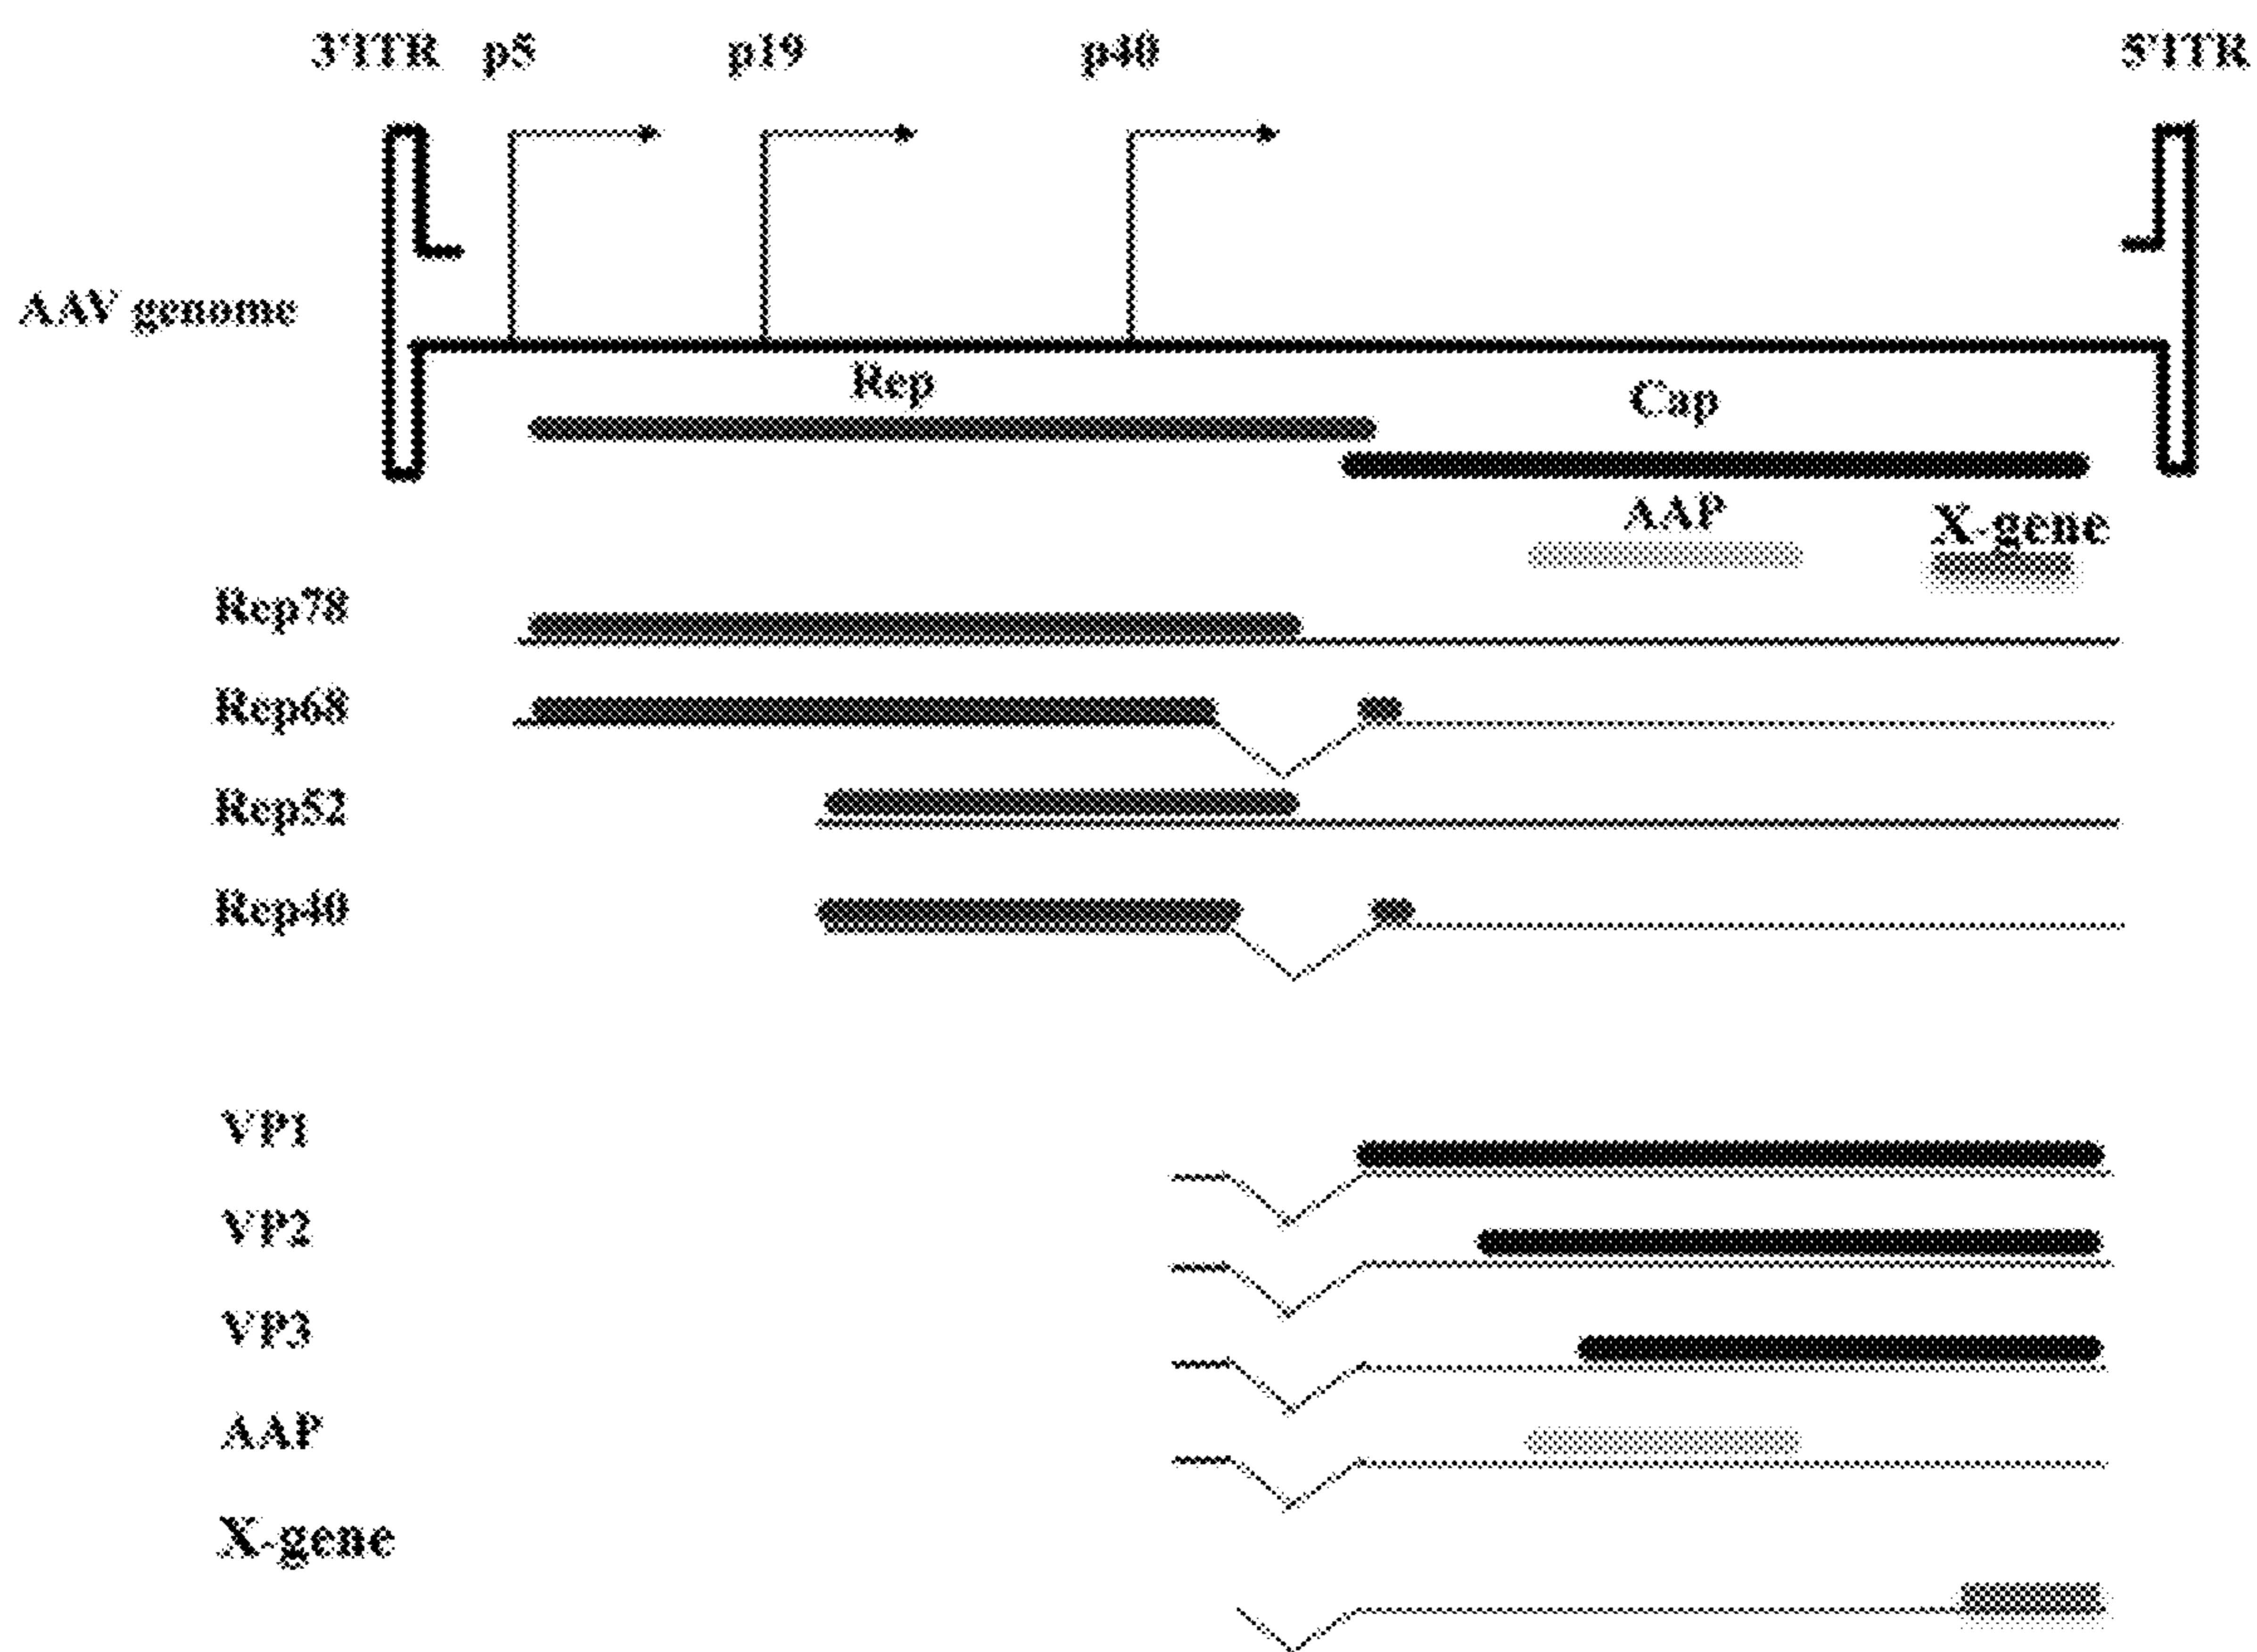 3'ITR p5 p19 p40 5'ITR
AAV genome
Rep
Cap
AAP
X-gene
Rep78
Rep68
Rep52
Rep40
VP1
VP2
VP3
AAP
X-gene